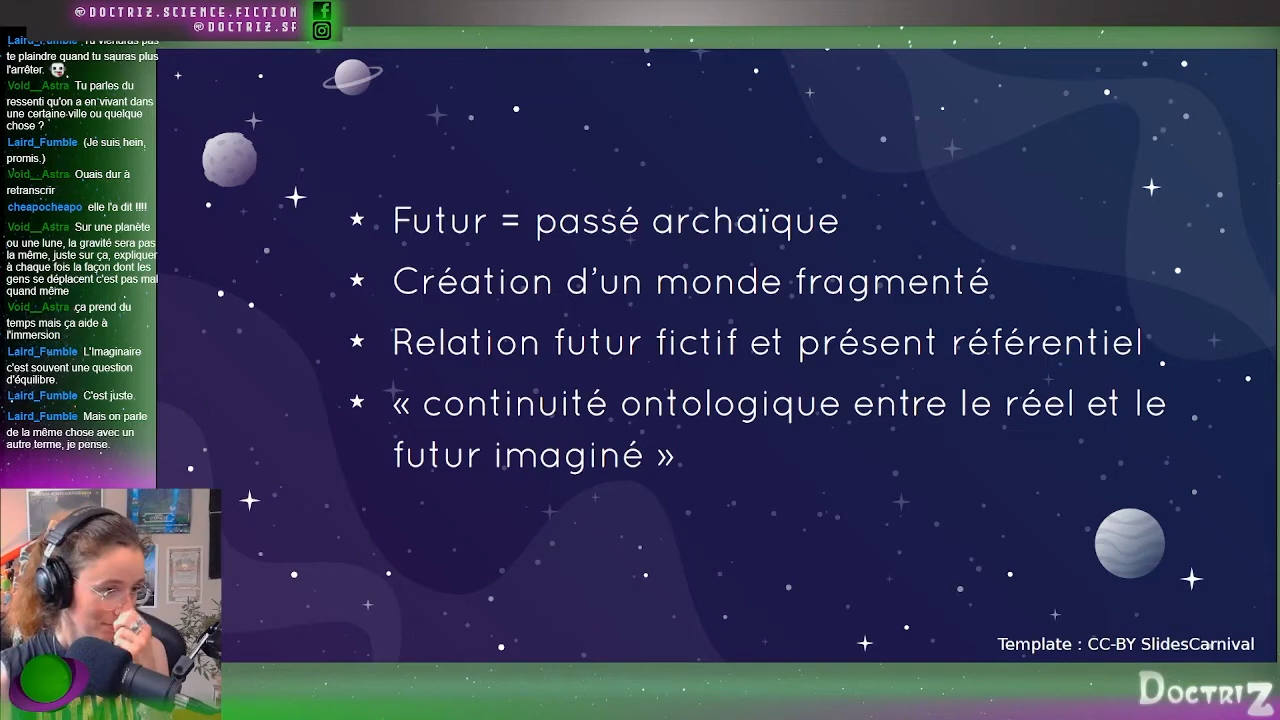 @DOCTRIZ.SCIENCE.FICTION
@DOCTRIZ.SF
Laird_Fumble Tu viendras pas
te plaindre quand tu sauras plus
l'arrêter.
Void__Astra Tu parles du
ressenti qu'on a en vivant dans
une certaine ville ou quelque
chose ?
Laird_Fumble (Je suis hein,
promis.)
Void__Astra Ouais dur à
retranscrir
cheapocheapo elle l'a dit !!!!
Void__Astra Sur une planète
ou une lune, la gravité sera pas
la même, juste sur ça, expliquer
à chaque fois la façon dont les
gens se déplacent c'est pas mal
quand même
Void__Astra ça prend du
temps mais ça aide à
l'immersion
Laird_Fumble L'Imaginaire
c'est souvent une question
d'équilibre.
Laird_Fumble C'est juste.
Laird_Fumble Mais on parle
de la même chose avec un
autre terme, je pense.
Futur = passé archaïque
Création d'un monde fragmenté
Relation futur fictif et présent référentiel
« continuité ontologique entre le réel et le
futur imaginé »
Template : CC-BY SlidesCarnival
DOCTRIZ